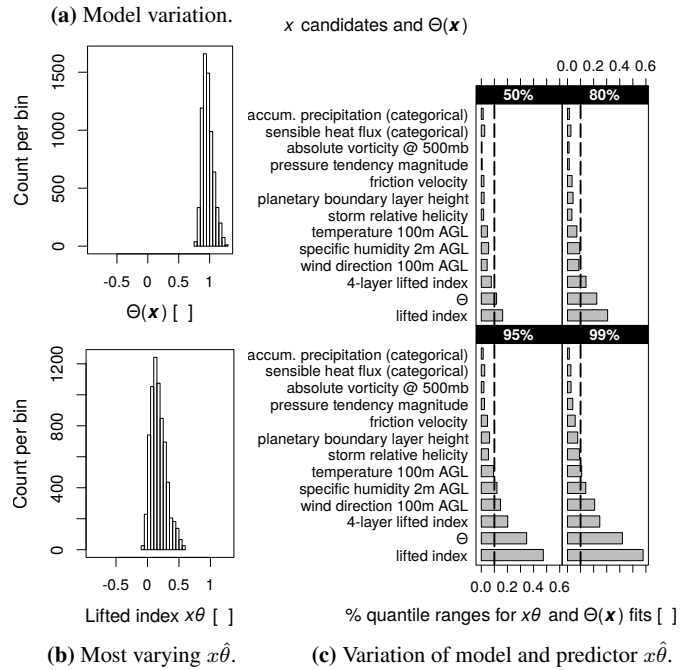 (a) Model variation.
x candidates and Θ(x)
Count per bin
0 500 1000 1500
-0.5 0 0.5 1
Θ(x) [ ]
Count per bin
0 400 800 1200
-0.5 0 0.5 1
Lifted index xθ [ ]
(b) Most varying xθ̂.
0.0 0.2 0.4 0.6
50% 80%
accum. precipitation (categorical)
sensible heat flux (categorical)
absolute vorticity @ 500mb
pressure tendency magnitude
friction velocity
planetary boundary layer height
storm relative helicity
temperature 100m AGL
specific humidity 2m AGL
wind direction 100m AGL
4-layer lifted index
Θ
lifted index
95% 99%
accum. precipitation (categorical)
sensible heat flux (categorical)
absolute vorticity @ 500mb
pressure tendency magnitude
friction velocity
planetary boundary layer height
storm relative helicity
temperature 100m AGL
specific humidity 2m AGL
wind direction 100m AGL
4-layer lifted index
Θ
lifted index
0.0 0.2 0.4 0.6
% quantile ranges for xθ and Θ(x) fits [ ]
(c) Variation of model and predictor xθ̂.